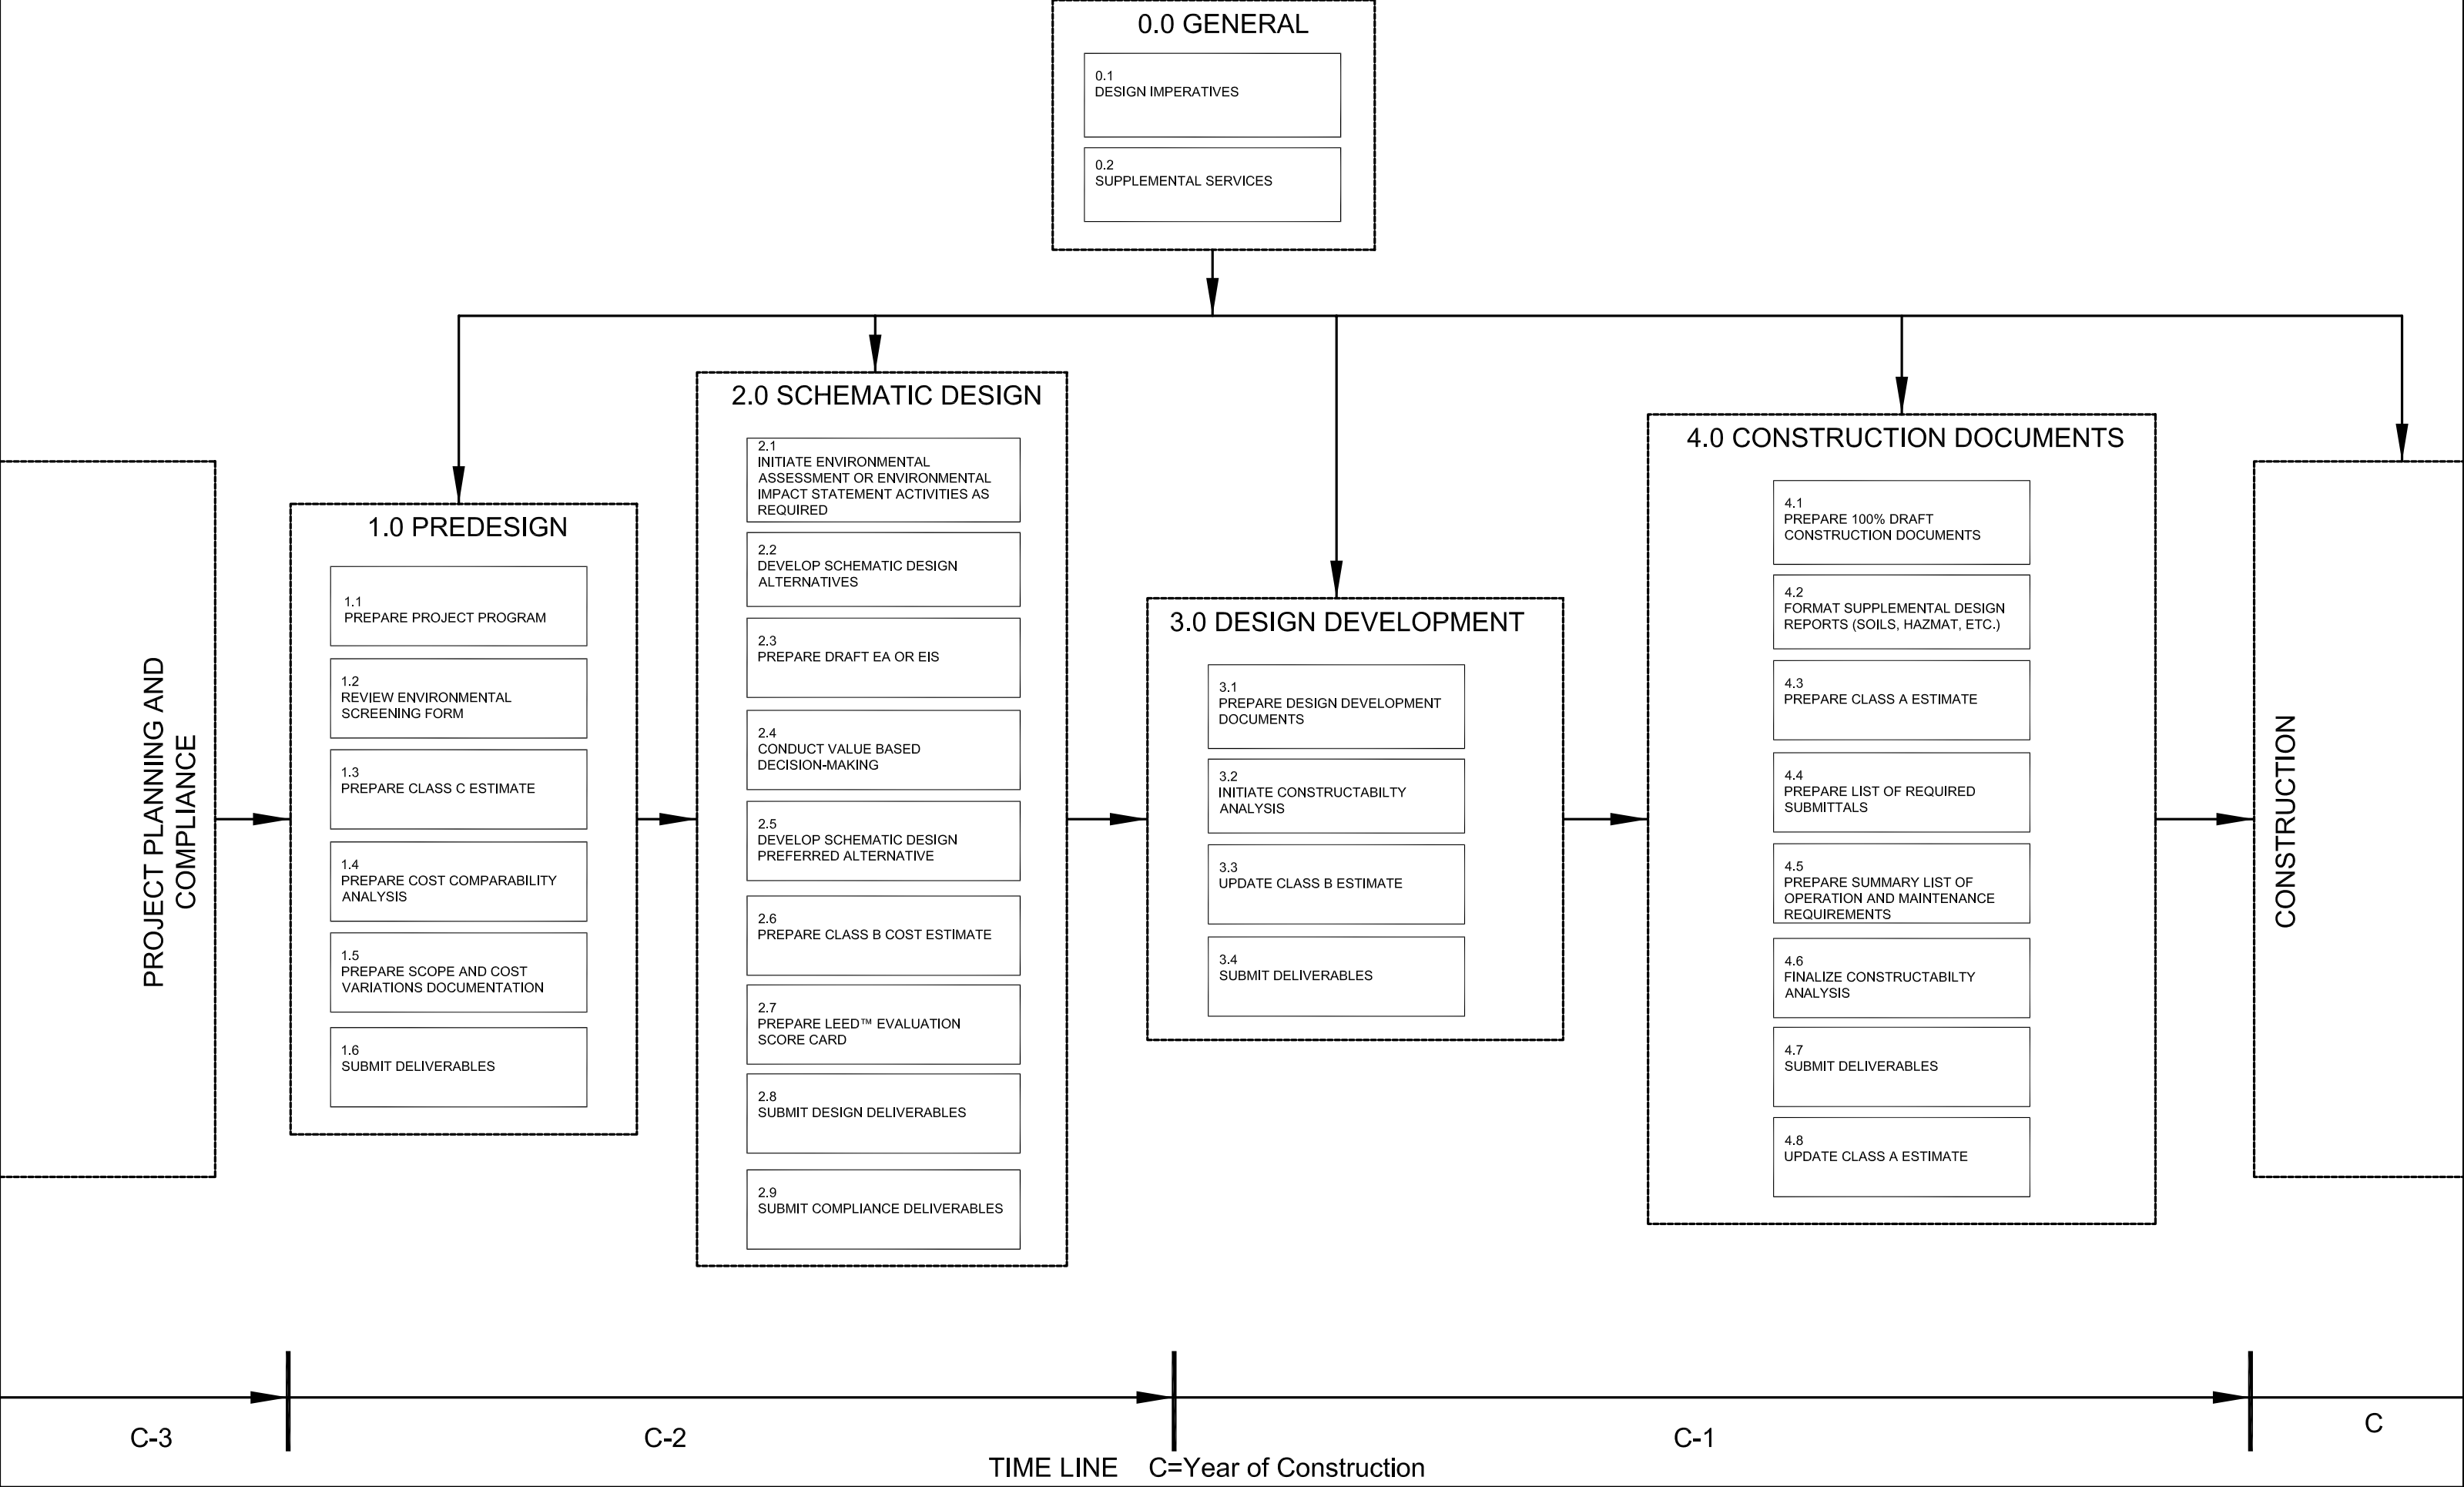 0.0 GENERAL
0.1
DESIGN IMPERATIVES
0.2
SUPPLEMENTAL SERVICES
PROJECT PLANNING AND
COMPLIANCE
1.0 PREDESIGN
1.1
PREPARE PROJECT PROGRAM
1.2
REVIEW ENVIRONMENTAL
SCREENING FORM
1.3
PREPARE CLASS C ESTIMATE
1.4
PREPARE COST COMPARABILITY
ANALYSIS
1.5
PREPARE SCOPE AND COST
VARIATIONS DOCUMENTATION
1.6
SUBMIT DELIVERABLES
2.0 SCHEMATIC DESIGN
2.1
INITIATE ENVIRONMENTAL
ASSESSMENT OR ENVIRONMENTAL
IMPACT STATEMENT ACTIVITIES AS
REQUIRED
2.2
DEVELOP SCHEMATIC DESIGN
ALTERNATIVES
2.3
PREPARE DRAFT EA OR EIS
2.4
CONDUCT VALUE BASED
DECISION-MAKING
2.5
DEVELOP SCHEMATIC DESIGN
PREFERRED ALTERNATIVE
2.6
PREPARE CLASS B COST ESTIMATE
2.7
PREPARE LEED™ EVALUATION
SCORE CARD
2.8
SUBMIT DESIGN DELIVERABLES
2.9
SUBMIT COMPLIANCE DELIVERABLES
3.0 DESIGN DEVELOPMENT
3.1
PREPARE DESIGN DEVELOPMENT
DOCUMENTS
3.2
INITIATE CONSTRUCTABILTY
ANALYSIS
3.3
UPDATE CLASS B ESTIMATE
3.4
SUBMIT DELIVERABLES
4.0 CONSTRUCTION DOCUMENTS
4.1
PREPARE 100% DRAFT
CONSTRUCTION DOCUMENTS
4.2
FORMAT SUPPLEMENTAL DESIGN
REPORTS (SOILS, HAZMAT, ETC.)
4.3
PREPARE CLASS A ESTIMATE
4.4
PREPARE LIST OF REQUIRED
SUBMITTALS
4.5
PREPARE SUMMARY LIST OF
OPERATION AND MAINTENANCE
REQUIREMENTS
4.6
FINALIZE CONSTRUCTABILTY
ANALYSIS
4.7
SUBMIT DELIVERABLES
4.8
UPDATE CLASS A ESTIMATE
CONSTRUCTION
C-3
C-2
C-1
C
TIME LINE C=Year of Construction